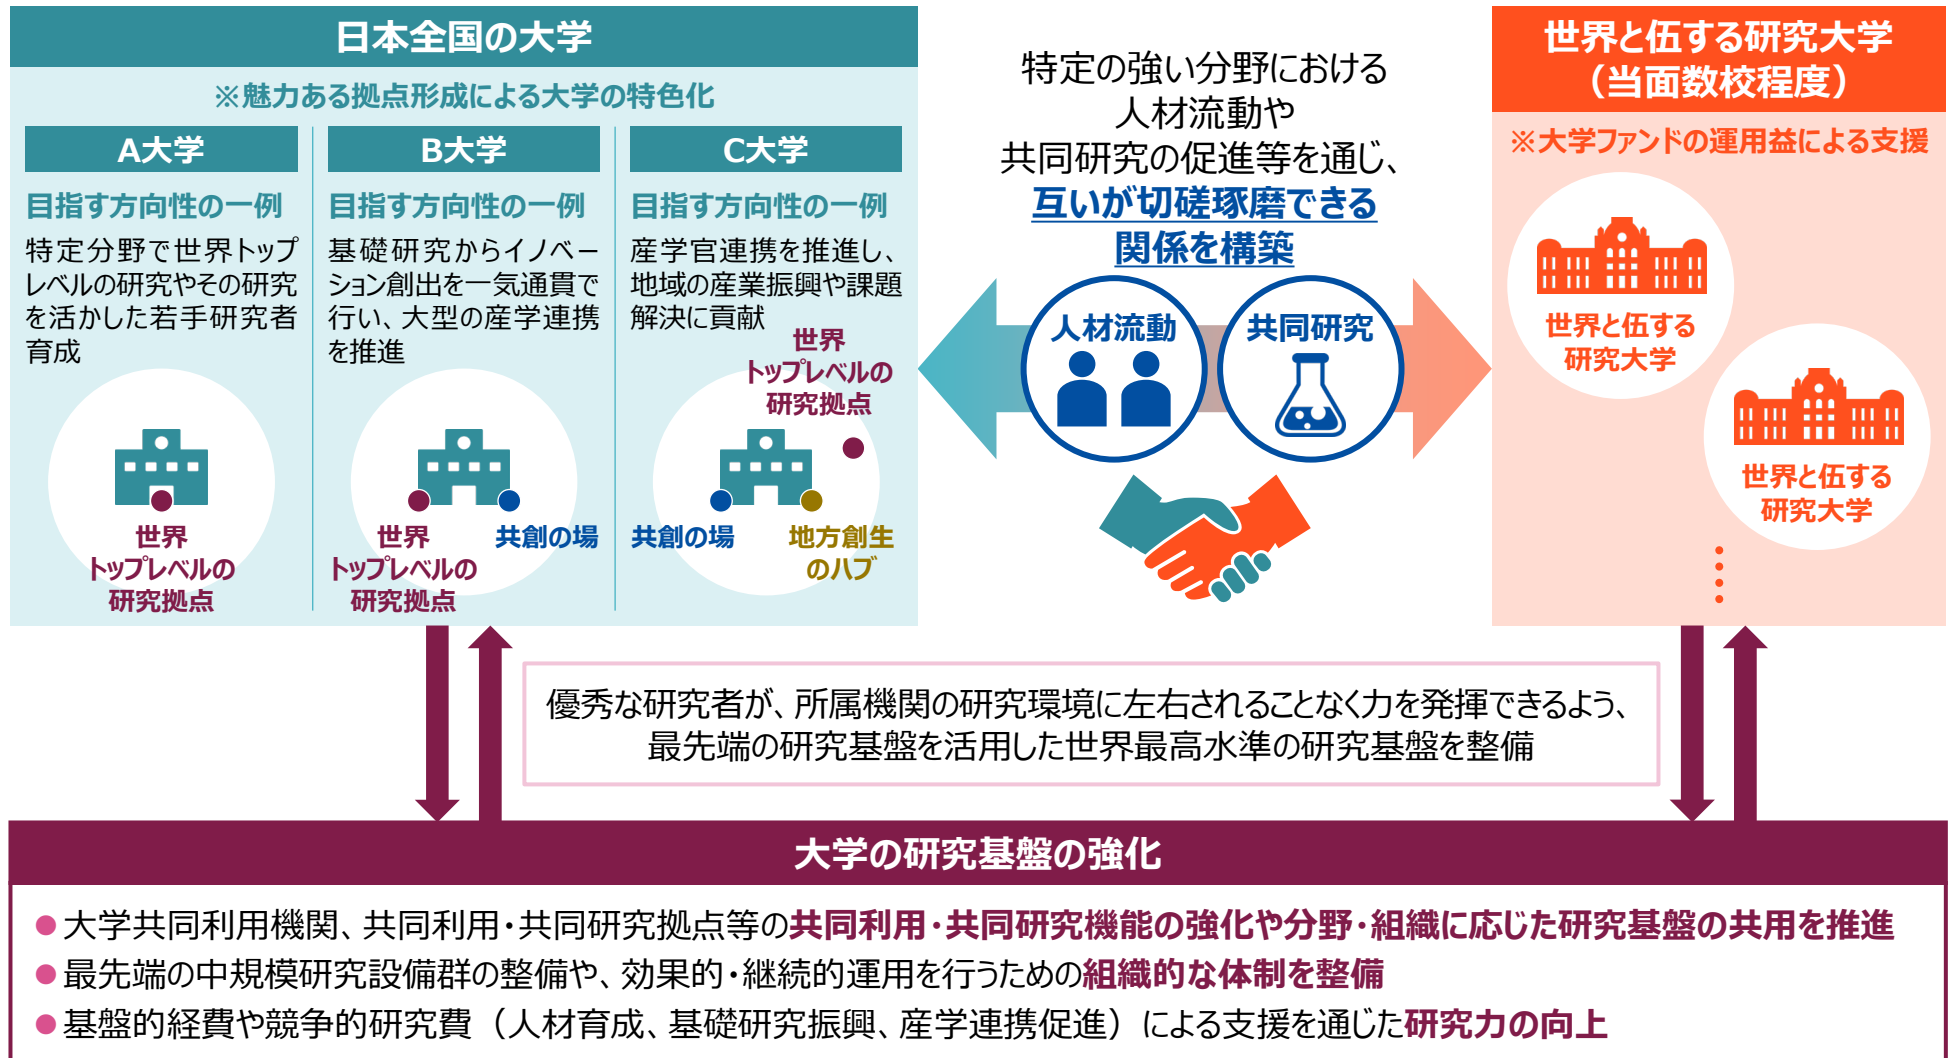 日本全国の大学
※魅力ある拠点形成による大学の特色化
A大学
目指す方向性の一例
特定分野で世界トップ
レベルの研究やその研究
を活かした若手研究者
育成
世界
トップレベルの
研究拠点
B大学
目指す方向性の一例
基礎研究からイノベー
ション創出を一気通貫で
行い、大型の産学連携
を推進
世界
トップレベルの
研究拠点
共創の場
C大学
目指す方向性の一例
産学官連携を推進し、
地域の産業振興や課題
解決に貢献
世界
トップレベルの
研究拠点
共創の場
地方創生
のハブ
特定の強い分野における
人材流動や
共同研究の促進等を通じ、
互いが切磋琢磨できる
関係を構築
人材流動
共同研究
世界と伍する研究大学
（当面数校程度）
※大学ファンドの運用益による支援
世界と伍する
研究大学
世界と伍する
研究大学
優秀な研究者が、所属機関の研究環境に左右されることなく力を発揮できるよう、
最先端の研究基盤を活用した世界最高水準の研究基盤を整備
大学の研究基盤の強化
●大学共同利用機関、共同利用・共同研究拠点等の共同利用・共同研究機能の強化や分野・組織に応じた研究基盤の共用を推進
●最先端の中規模研究設備群の整備や、効果的・継続的運用を行うための組織的な体制を整備
●基盤的経費や競争的研究費（人材育成、基礎研究振興、産学連携促進）による支援を通じた研究力の向上